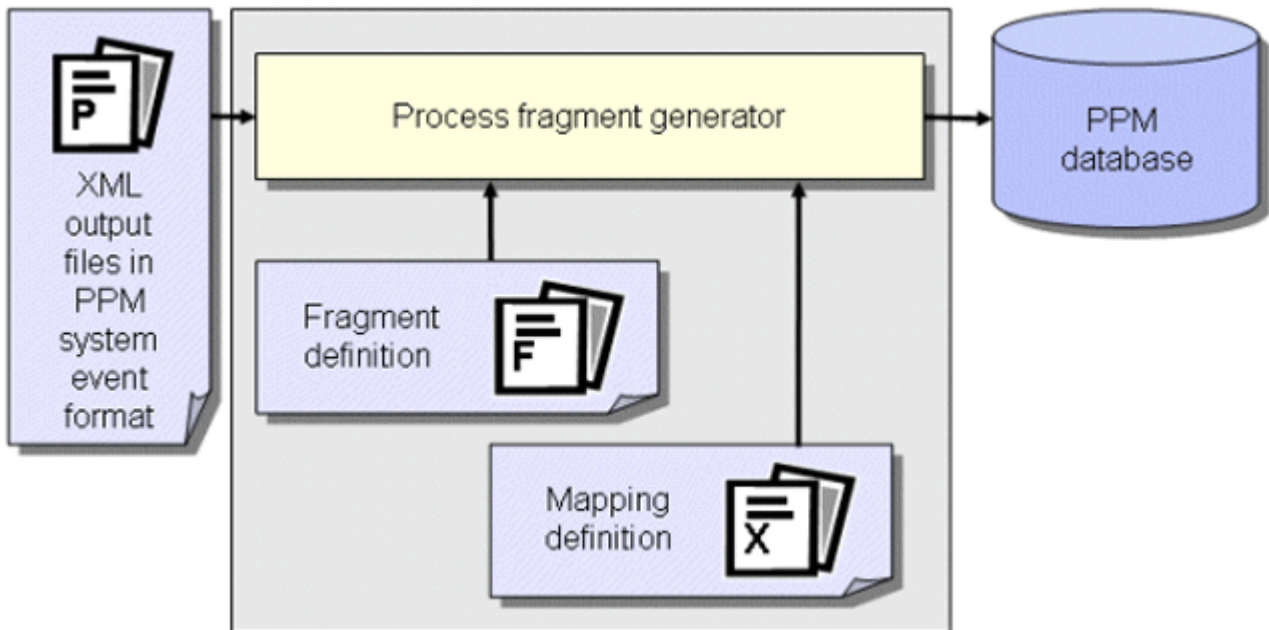 P
XML
output
files in
PPM
system
event
format
Process fragment generator
PPM
database
Fragment
definition
F
Mapping
definition
X